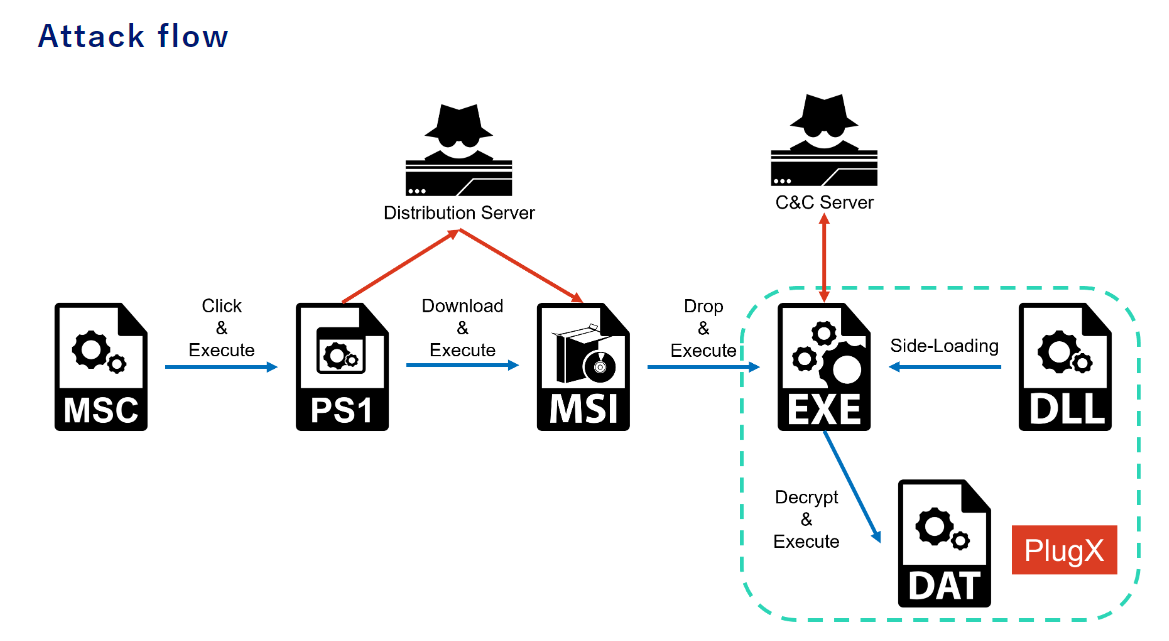 Attack flow
Distribution Server
C&C Server
Click
&
Execute
Download
&
Execute
Drop
&
Execute
Side-Loading
MSC
PS1
MSI
EXE
DLL
Decrypt
&
Execute
DAT
PlugX